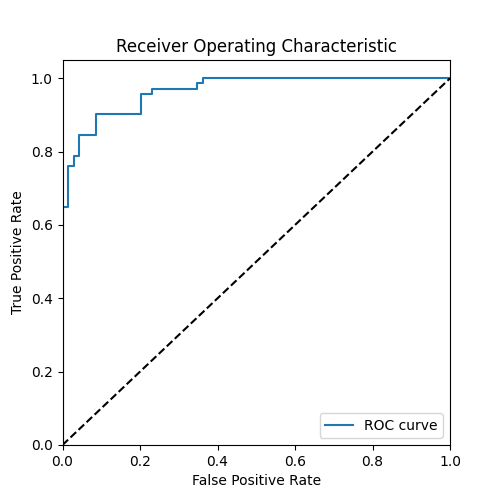 Receiver Operating Characteristic
True Positive Rate
1.0
0.8
0.6
0.4
0.2
0.0
0.0 0.2 0.4 0.6 0.8 1.0
False Positive Rate
ROC curve